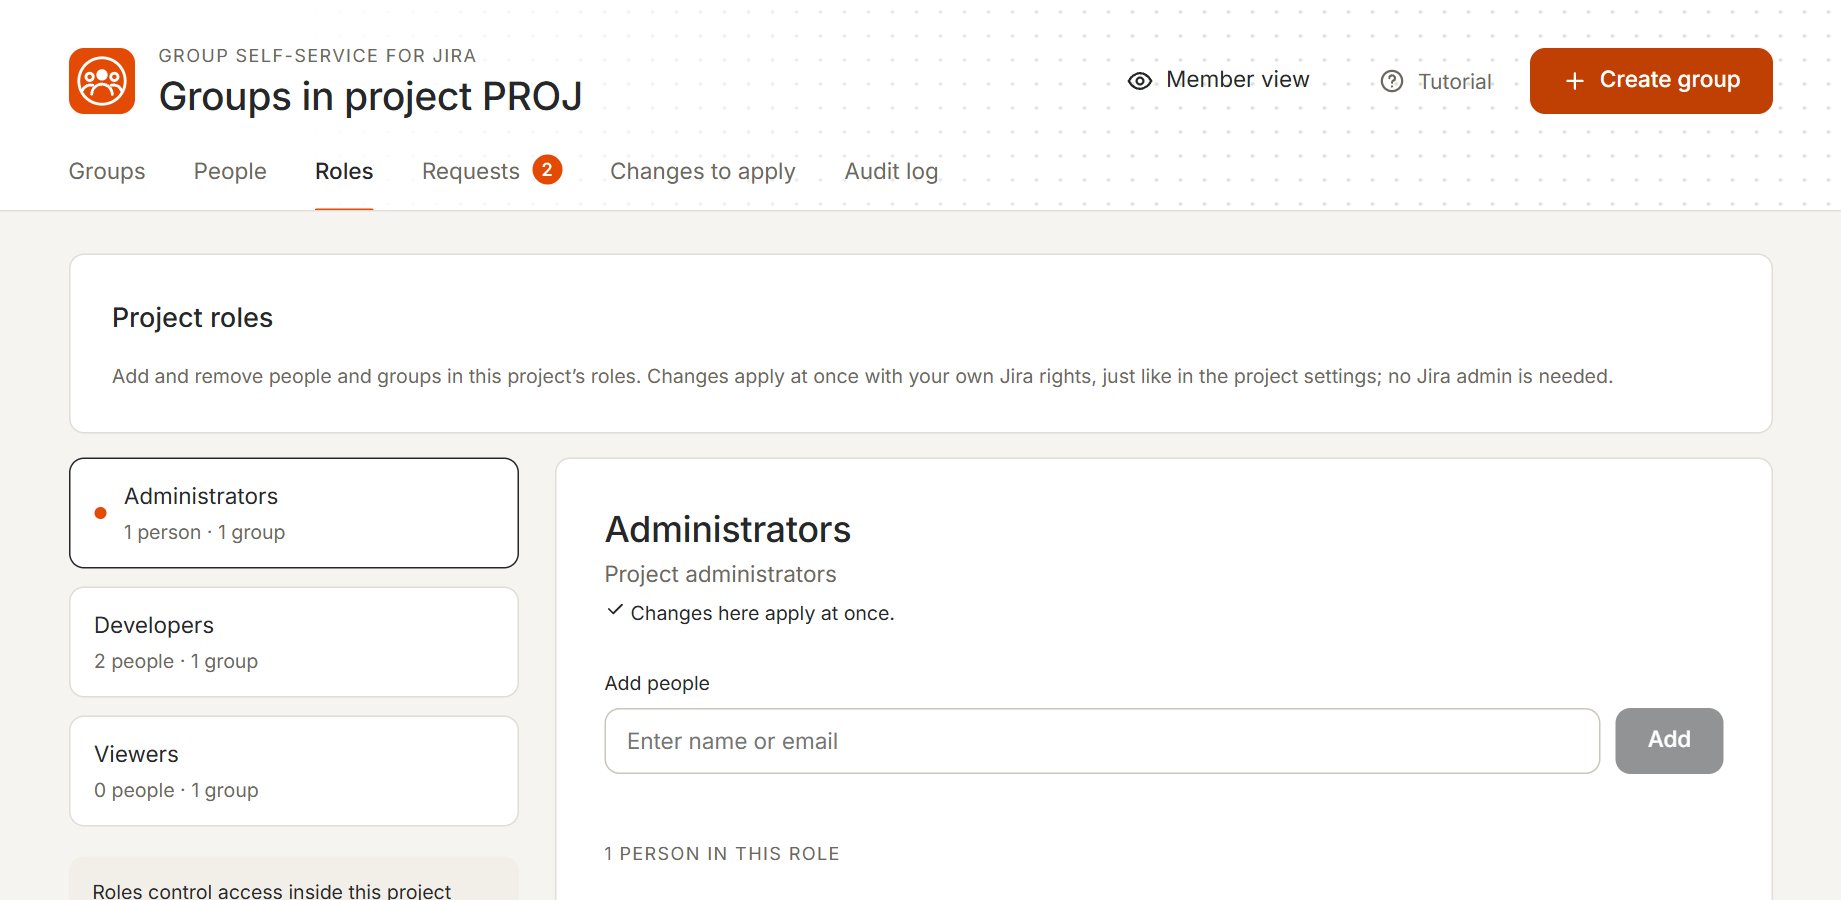 GROUP SELF-SERVICE FOR JIRA
Groups in project PROJ
Member view
Tutorial
Create group
Groups
People
Roles
Requests 2
Changes to apply
Audit log
Project roles
Add and remove people and groups in this project’s roles. Changes apply at once with your own Jira rights, just like in the project settings; no Jira admin is needed.
Administrators
1 person · 1 group
Developers
2 people · 1 group
Viewers
0 people · 1 group
Roles control access inside this project
Administrators
Project administrators
Changes here apply at once.
Add people
Enter name or email
Add
1 PERSON IN THIS ROLE